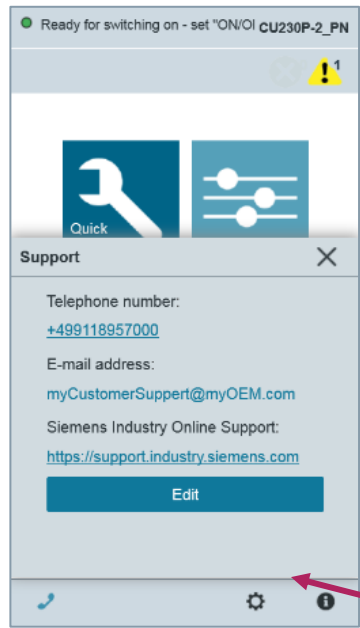 Ready for switching on - set "ON/OI CU230P-2_PN
1
Quick
Support
Telephone number:
+499118957000
E-mail address:
myCustomerSuppert@myOEM.com
Siemens Industry Online Support:
https://support.industry.siemens.com
Edit